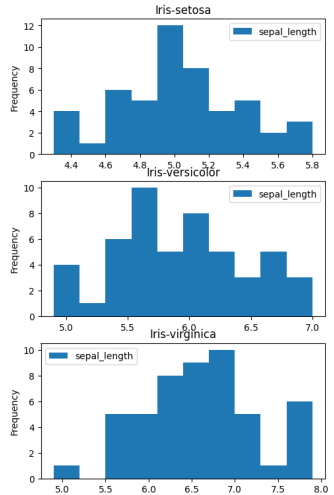 Iris-setosa
sepal_length
Frequency
12
10
8
6
4
2
0
4.4 4.6 4.8 5.0 5.2 5.4 5.6 5.8
Iris-versicolor
sepal_length
Frequency
10
8
6
4
2
0
5.0 5.5 6.0 6.5 7.0
Iris-virginica
sepal_length
Frequency
10
8
6
4
2
0
5.0 5.5 6.0 6.5 7.0 7.5 8.0